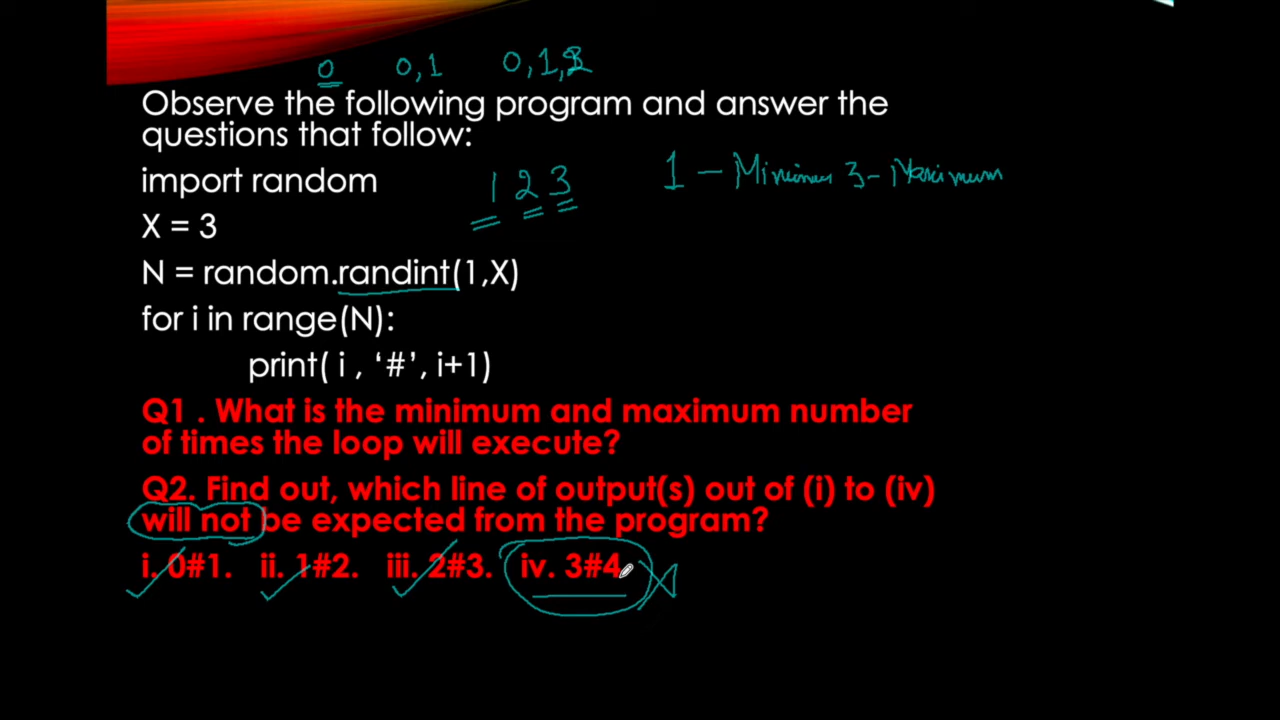 0 0,1 0,1,2
Observe the following program and answer the
questions that follow:
import random
1 2 3 1 – Minimum 3 – Maximum
X = 3
N = random.randint(1,X)
for i in range(N):
print( i , ‘#’, i+1)
Q1 . What is the minimum and maximum number
of times the loop will execute?
Q2. Find out, which line of output(s) out of (i) to (iv)
will not be expected from the program?
i. 0#1. ii. 1#2. iii. 2#3. iv. 3#4